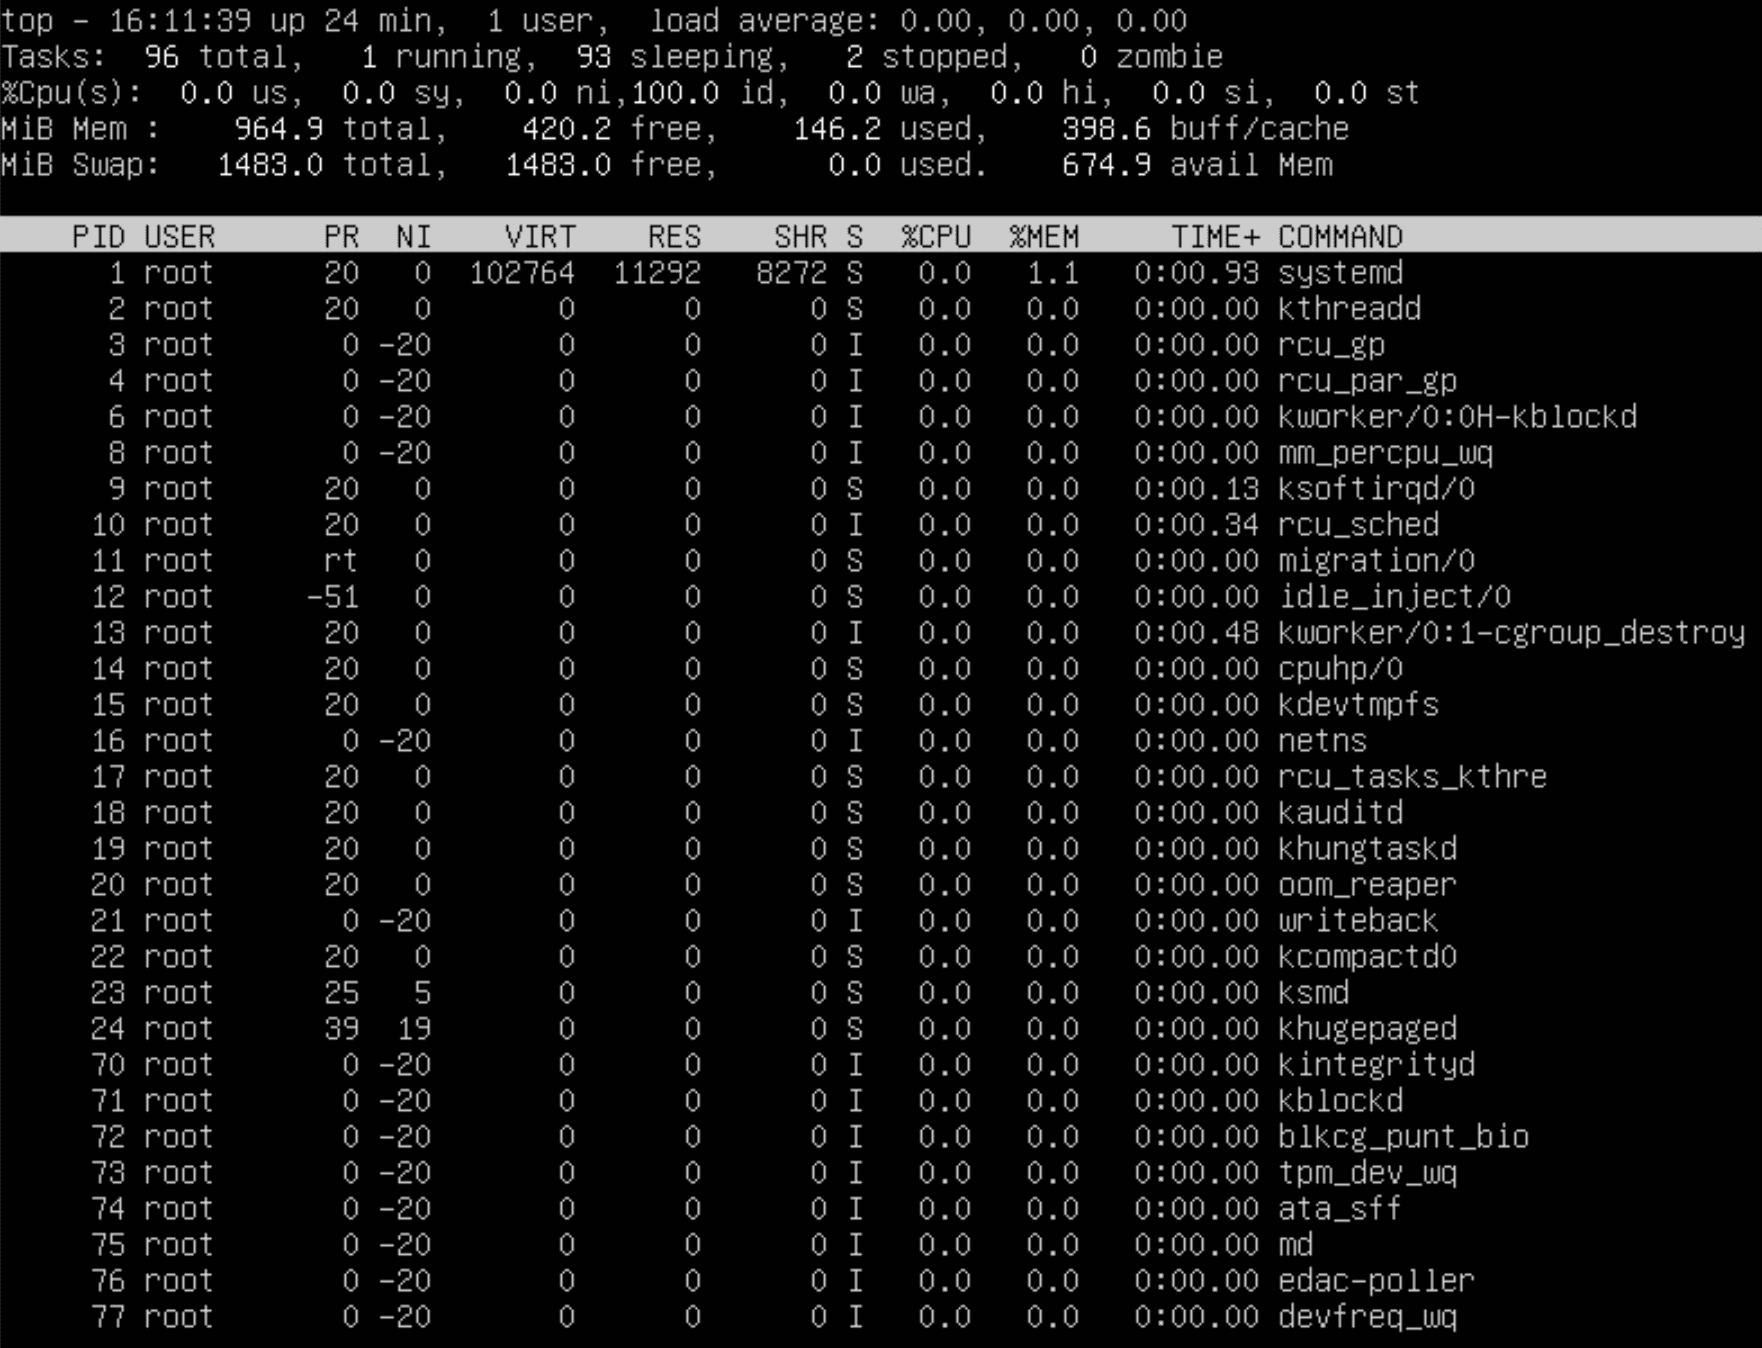 top - 16:11:39 up 24 min,  1 user,  load average: 0.00, 0.00, 0.00
Tasks:  96 total,   1 running,  93 sleeping,   2 stopped,   0 zombie
%Cpu(s):  0.0 us,  0.0 sy,  0.0 ni,100.0 id,  0.0 wa,  0.0 hi,  0.0 si,  0.0 st
MiB Mem :    964.9 total,    420.2 free,    146.2 used,    398.6 buff/cache
MiB Swap:   1483.0 total,   1483.0 free,      0.0 used.    674.9 avail Mem
PID USER      PR  NI    VIRT    RES    SHR S  %CPU  %MEM     TIME+ COMMAND
1 root      20   0  102764  11292   8272 S   0.0   1.1   0:00.93 systemd
2 root      20   0       0      0      0 S   0.0   0.0   0:00.00 kthreadd
3 root       0 -20       0      0      0 I   0.0   0.0   0:00.00 rcu_gp
4 root       0 -20       0      0      0 I   0.0   0.0   0:00.00 rcu_par_gp
6 root       0 -20       0      0      0 I   0.0   0.0   0:00.00 kworker/0:0H-kblockd
8 root       0 -20       0      0      0 I   0.0   0.0   0:00.00 mm_percpu_wq
9 root      20   0       0      0      0 S   0.0   0.0   0:00.13 ksoftirqd/0
10 root      20   0       0      0      0 I   0.0   0.0   0:00.34 rcu_sched
11 root      rt   0       0      0      0 S   0.0   0.0   0:00.00 migration/0
12 root     -51   0       0      0      0 S   0.0   0.0   0:00.00 idle_inject/0
13 root      20   0       0      0      0 I   0.0   0.0   0:00.48 kworker/0:1-cgroup_destroy
14 root      20   0       0      0      0 S   0.0   0.0   0:00.00 cpuhp/0
15 root      20   0       0      0      0 S   0.0   0.0   0:00.00 kdevtmpfs
16 root       0 -20       0      0      0 I   0.0   0.0   0:00.00 netns
17 root      20   0       0      0      0 S   0.0   0.0   0:00.00 rcu_tasks_kthre
18 root      20   0       0      0      0 S   0.0   0.0   0:00.00 kauditd
19 root      20   0       0      0      0 S   0.0   0.0   0:00.00 khungtaskd
20 root      20   0       0      0      0 S   0.0   0.0   0:00.00 oom_reaper
21 root       0 -20       0      0      0 I   0.0   0.0   0:00.00 writeback
22 root      20   0       0      0      0 S   0.0   0.0   0:00.00 kcompactd0
23 root      25   5       0      0      0 S   0.0   0.0   0:00.00 ksmd
24 root      39  19       0      0      0 S   0.0   0.0   0:00.00 khugepaged
70 root       0 -20       0      0      0 I   0.0   0.0   0:00.00 kintegrityd
71 root       0 -20       0      0      0 I   0.0   0.0   0:00.00 kblockd
72 root       0 -20       0      0      0 I   0.0   0.0   0:00.00 blkcg_punt_bio
73 root       0 -20       0      0      0 I   0.0   0.0   0:00.00 tpm_dev_wq
74 root       0 -20       0      0      0 I   0.0   0.0   0:00.00 ata_sff
75 root       0 -20       0      0      0 I   0.0   0.0   0:00.00 md
76 root       0 -20       0      0      0 I   0.0   0.0   0:00.00 edac-poller
77 root       0 -20       0      0      0 I   0.0   0.0   0:00.00 devfreq_wq